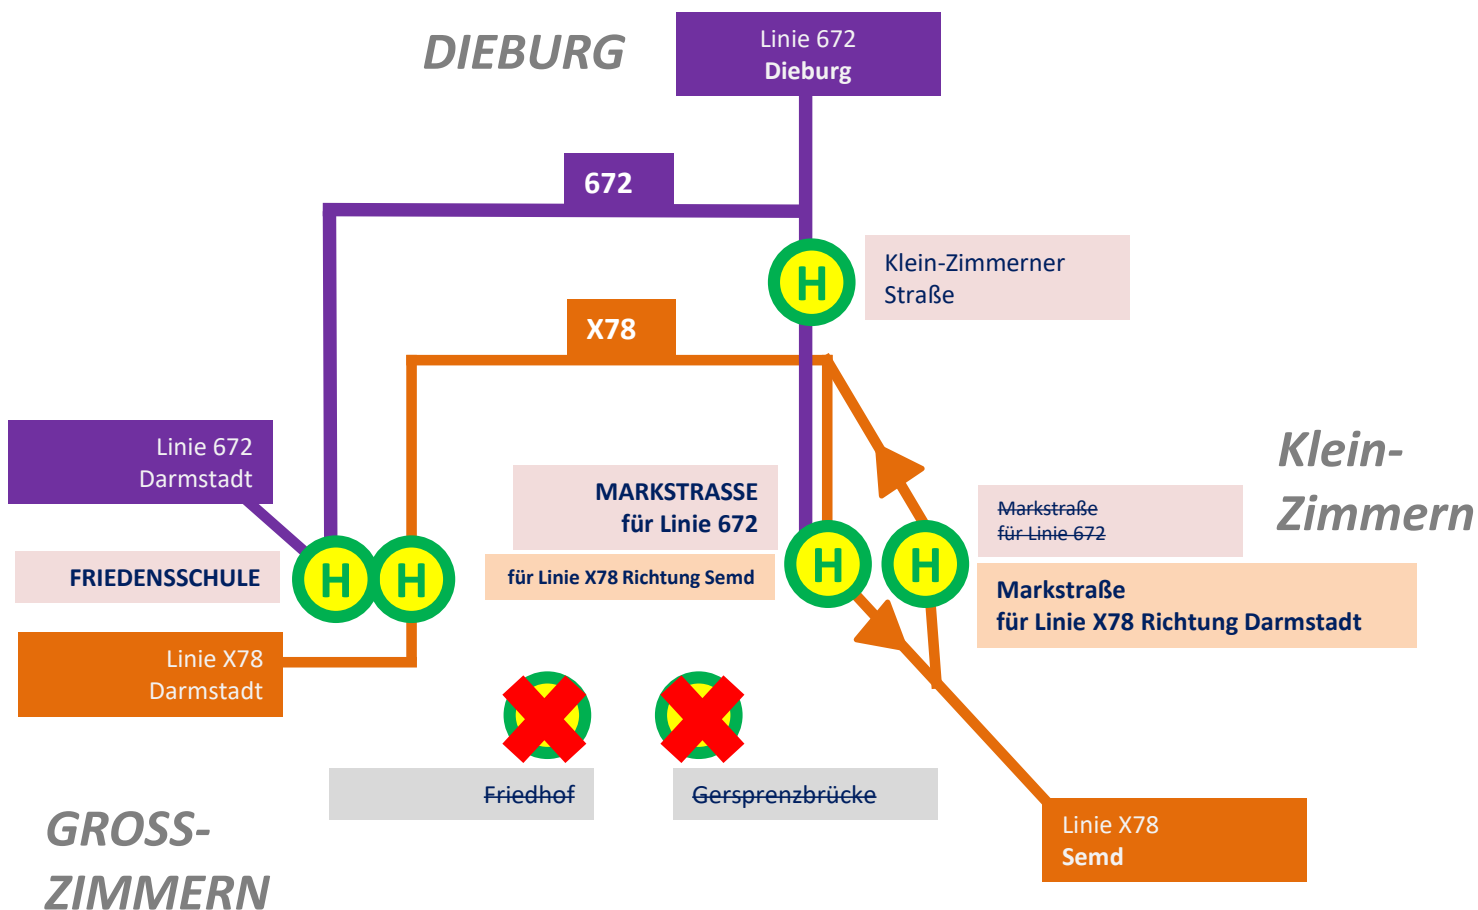 DIEBURG
Linie 672
Dieburg
672
Klein-Zimmerner
Straße
H
X78
Linie 672
Darmstadt
Klein-
Zimmern
MARKSTRASSE
für Linie 672
Markstraße
für Linie 672
H
H
H
H
FRIEDENSSCHULE
für Linie X78 Richtung Semd
Markstraße
für Linie X78 Richtung Darmstadt
Linie X78
Darmstadt
Friedhof
Gersprenzbrücke
GROSS-
ZIMMERN
Linie X78
Semd